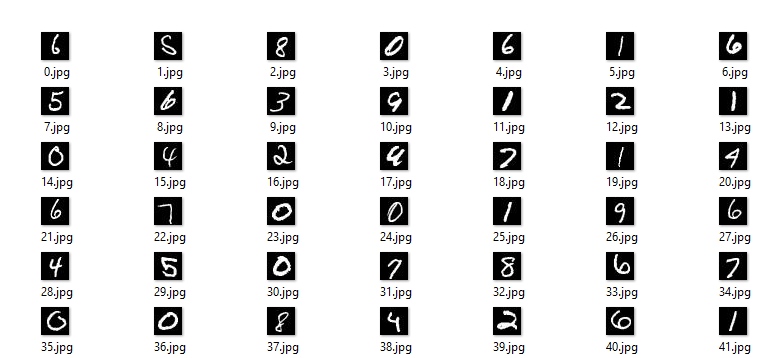 6 5 8 0 6 1 6
0.jpg 1.jpg 2.jpg 3.jpg 4.jpg 5.jpg 6.jpg
5 6 3 9 1 2 1
7.jpg 8.jpg 9.jpg 10.jpg 11.jpg 12.jpg 13.jpg
0 4 2 4 7 1 4
14.jpg 15.jpg 16.jpg 17.jpg 18.jpg 19.jpg 20.jpg
6 7 0 0 1 9 6
21.jpg 22.jpg 23.jpg 24.jpg 25.jpg 26.jpg 27.jpg
4 5 0 7 8 6 7
28.jpg 29.jpg 30.jpg 31.jpg 32.jpg 33.jpg 34.jpg
0 0 8 4 2 6 1
35.jpg 36.jpg 37.jpg 38.jpg 39.jpg 40.jpg 41.jpg